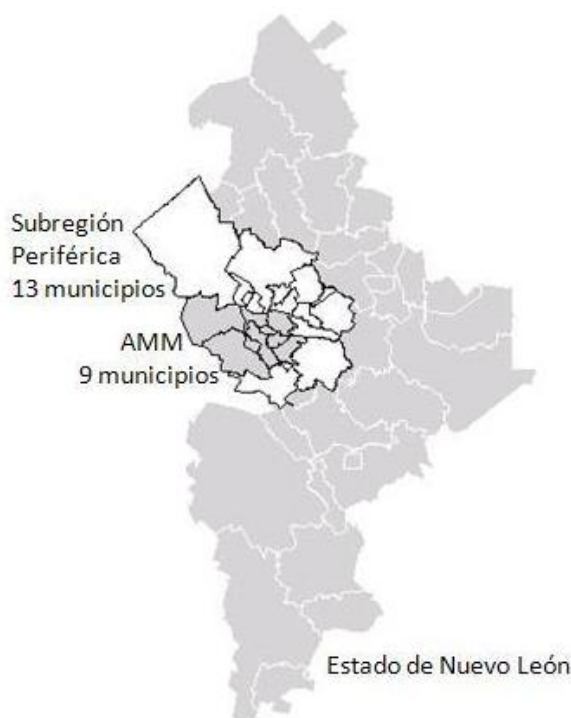 Subregión
Periférica
13 municipios
AMM
9 municipios
Estado de Nuevo León